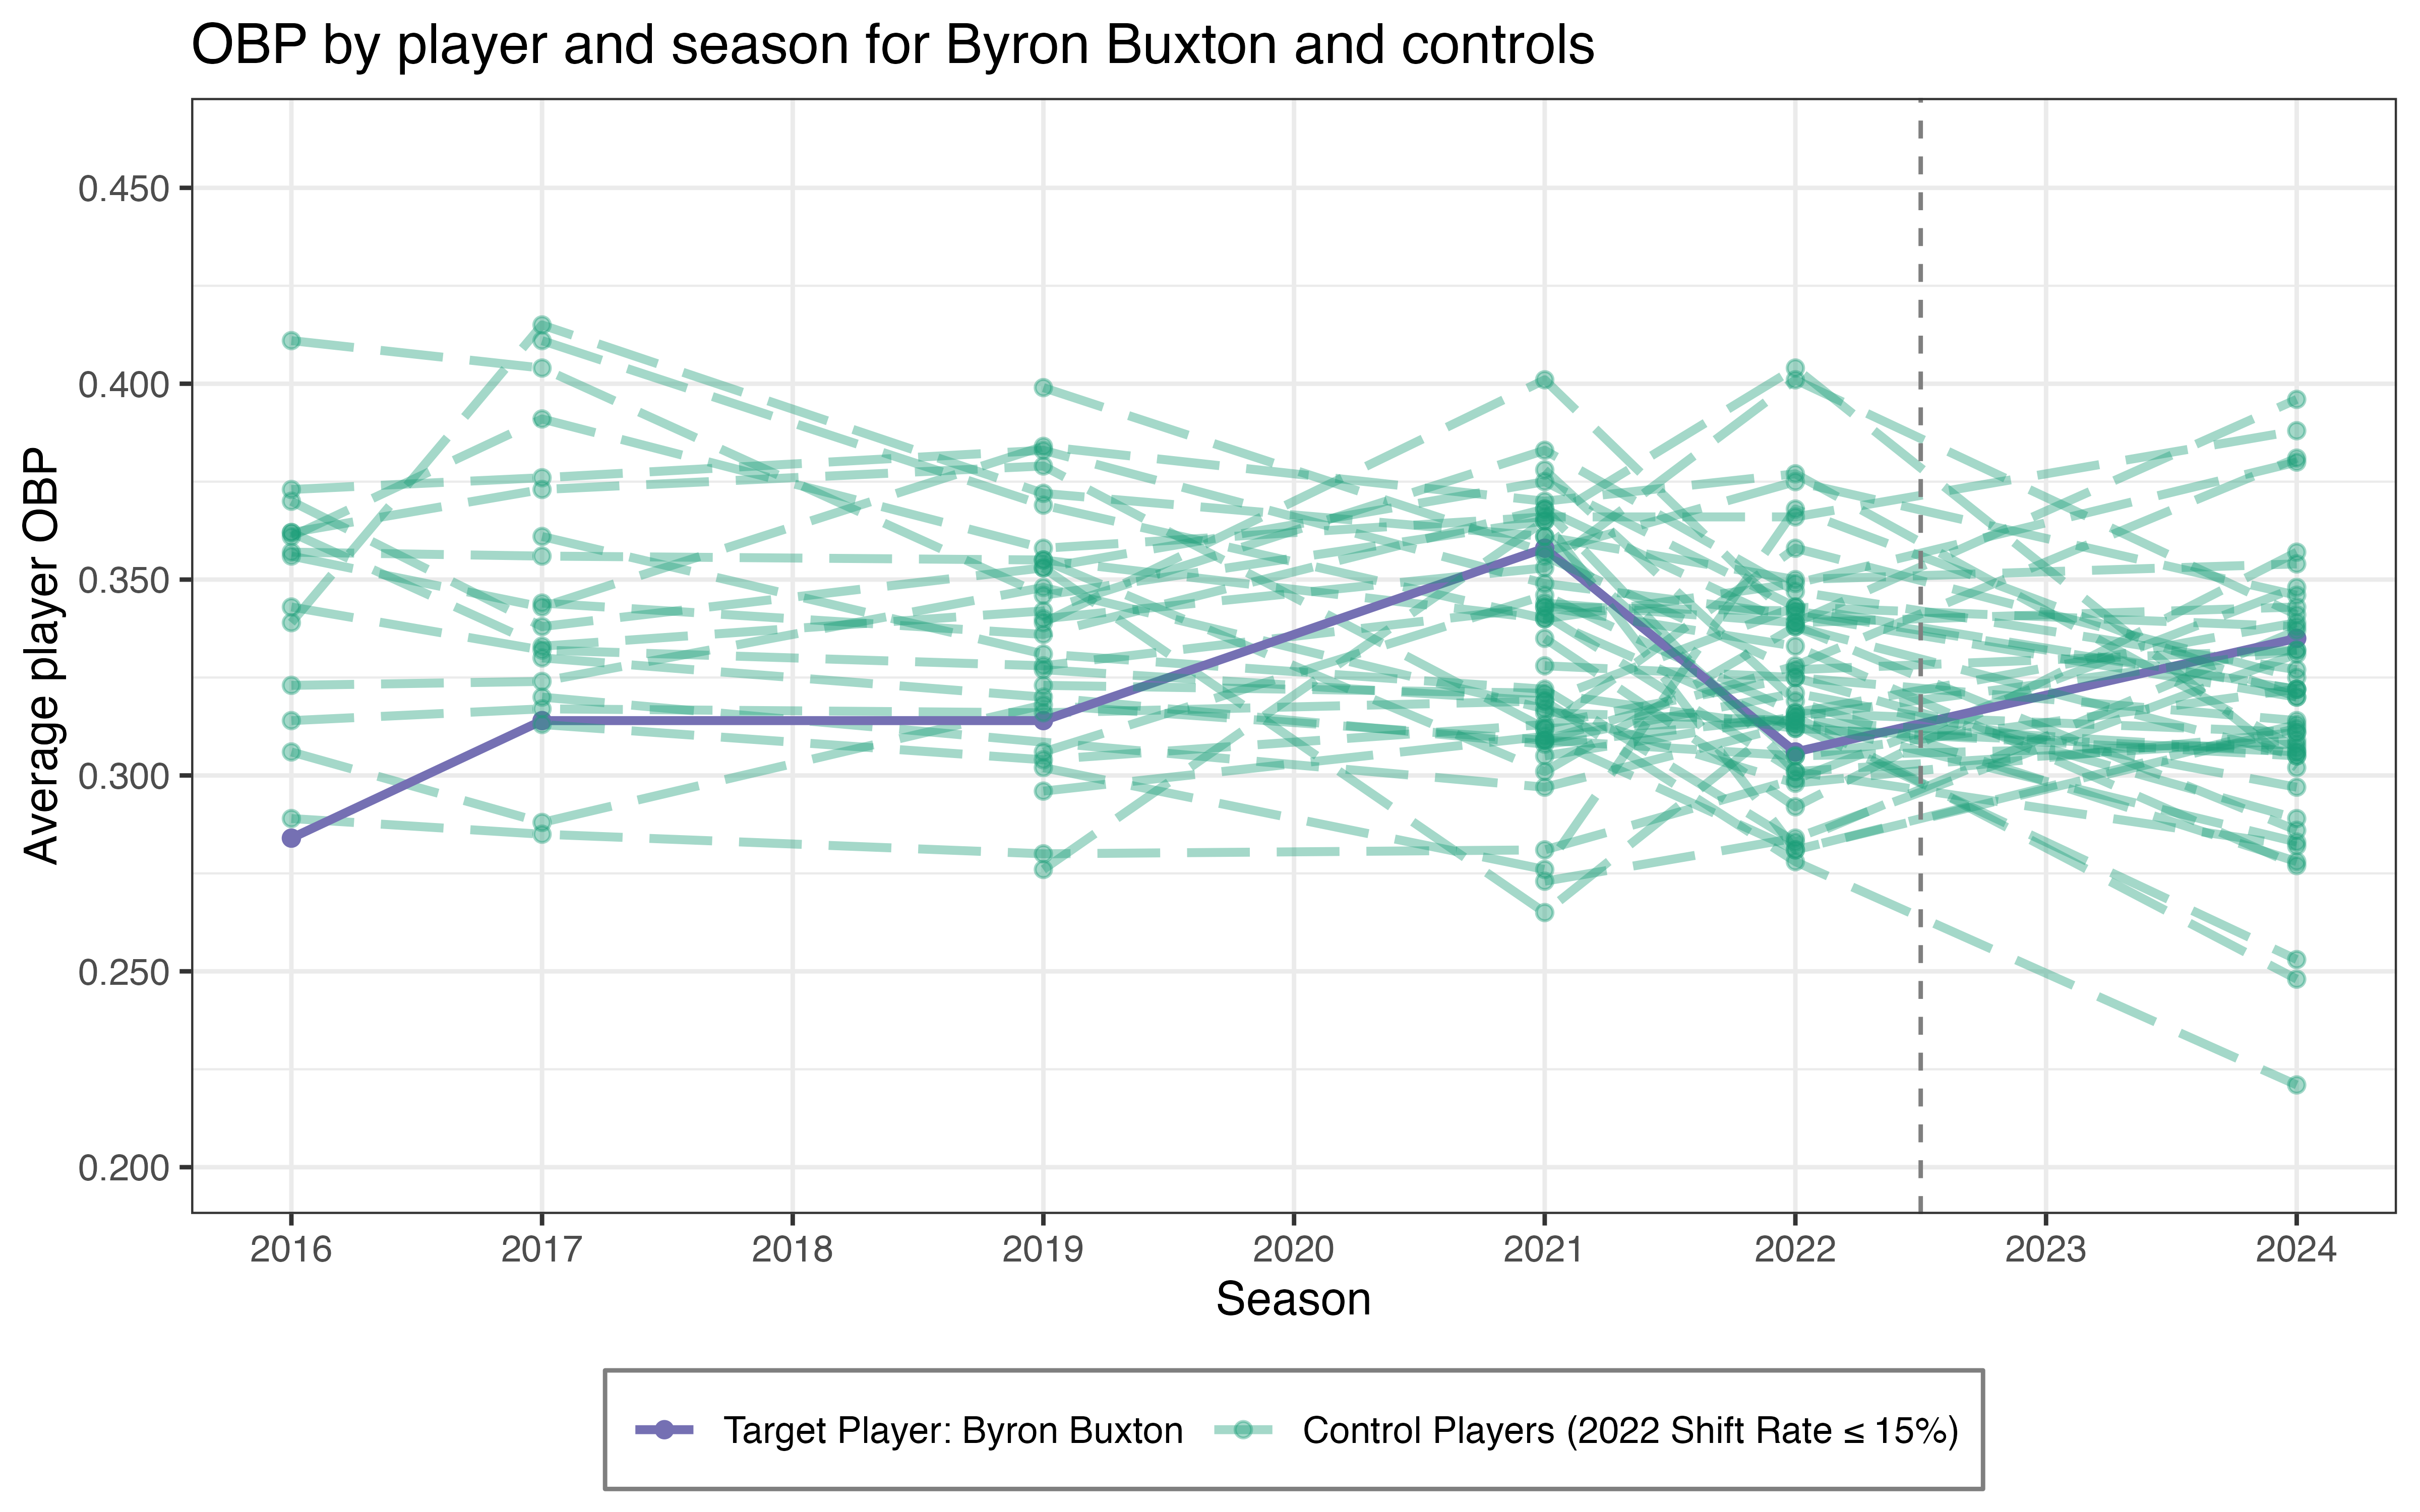 OBP by player and season for Byron Buxton and controls
Average player OBP
0.450
0.400
0.350
0.300
0.250
0.200
2016 2017 2018 2019 2020 2021 2022 2023 2024
Season
Target Player: Byron Buxton Control Players (2022 Shift Rate ≤ 15%)